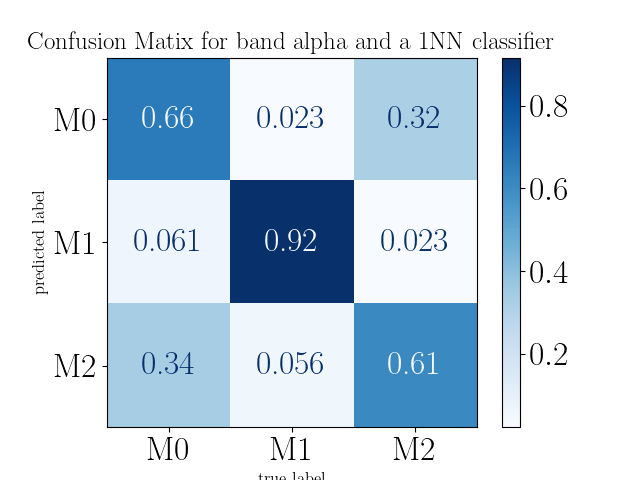 Confusion Matix for band alpha and a 1NN classifier
predicted label
M0 0.66 0.023 0.32
M1 0.061 0.92 0.023
M2 0.34 0.056 0.61
M0 M1 M2
true label
0.8
0.6
0.4
0.2